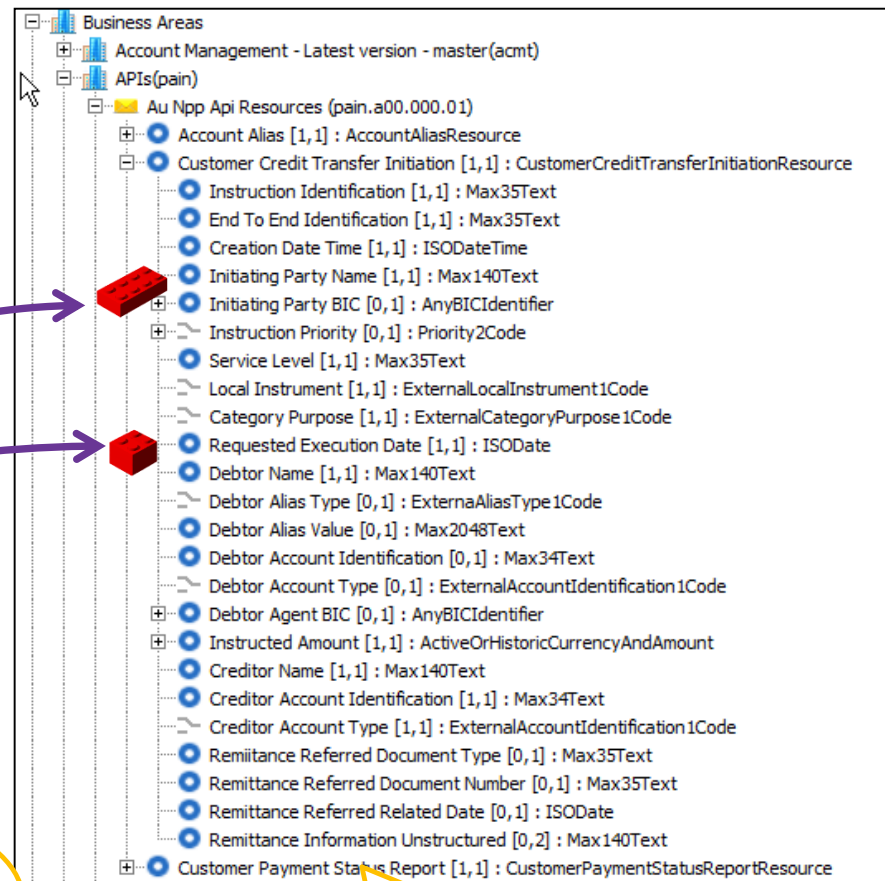 Business Areas
Account Management - Latest version - master(acmt)
APIs(pain)
Au Npp Api Resources (pain.a00.000.01)
Account Alias [1,1] : AccountAliasResource
Customer Credit Transfer Initiation [1,1] : CustomerCreditTransferInitiationResource
Instruction Identification [1,1] : Max35Text
End To End Identification [1,1] : Max35Text
Creation Date Time [1,1] : ISODateTime
Initiating Party Name [1,1] : Max140Text
Initiating Party BIC [0,1] : AnyBICIdentifier
Instruction Priority [0,1] : Priority2Code
Service Level [1,1] : Max35Text
Local Instrument [1,1] : ExternalLocalInstrument1Code
Category Purpose [1,1] : ExternalCategoryPurpose1Code
Requested Execution Date [1,1] : ISODate
Debtor Name [1,1] : Max140Text
Debtor Alias Type [0,1] : ExternaAliasType1Code
Debtor Alias Value [0,1] : Max2048Text
Debtor Account Identification [0,1] : Max34Text
Debtor Account Type [0,1] : ExternalAccountIdentification1Code
Debtor Agent BIC [0,1] : AnyBICIdentifier
Instructed Amount [1,1] : ActiveOrHistoricCurrencyAndAmount
Creditor Name [1,1] : Max140Text
Creditor Account Identification [1,1] : Max34Text
Creditor Account Type [1,1] : ExternalAccountIdentification1Code
Remiitance Referred Document Type [0,1] : Max35Text
Remittance Referred Document Number [0,1] : Max35Text
Remittance Referred Related Date [0,1] : ISODate
Remittance Information Unstructured [0,2] : Max140Text
Customer Payment Status Report [1,1] : CustomerPaymentStatusReportResource